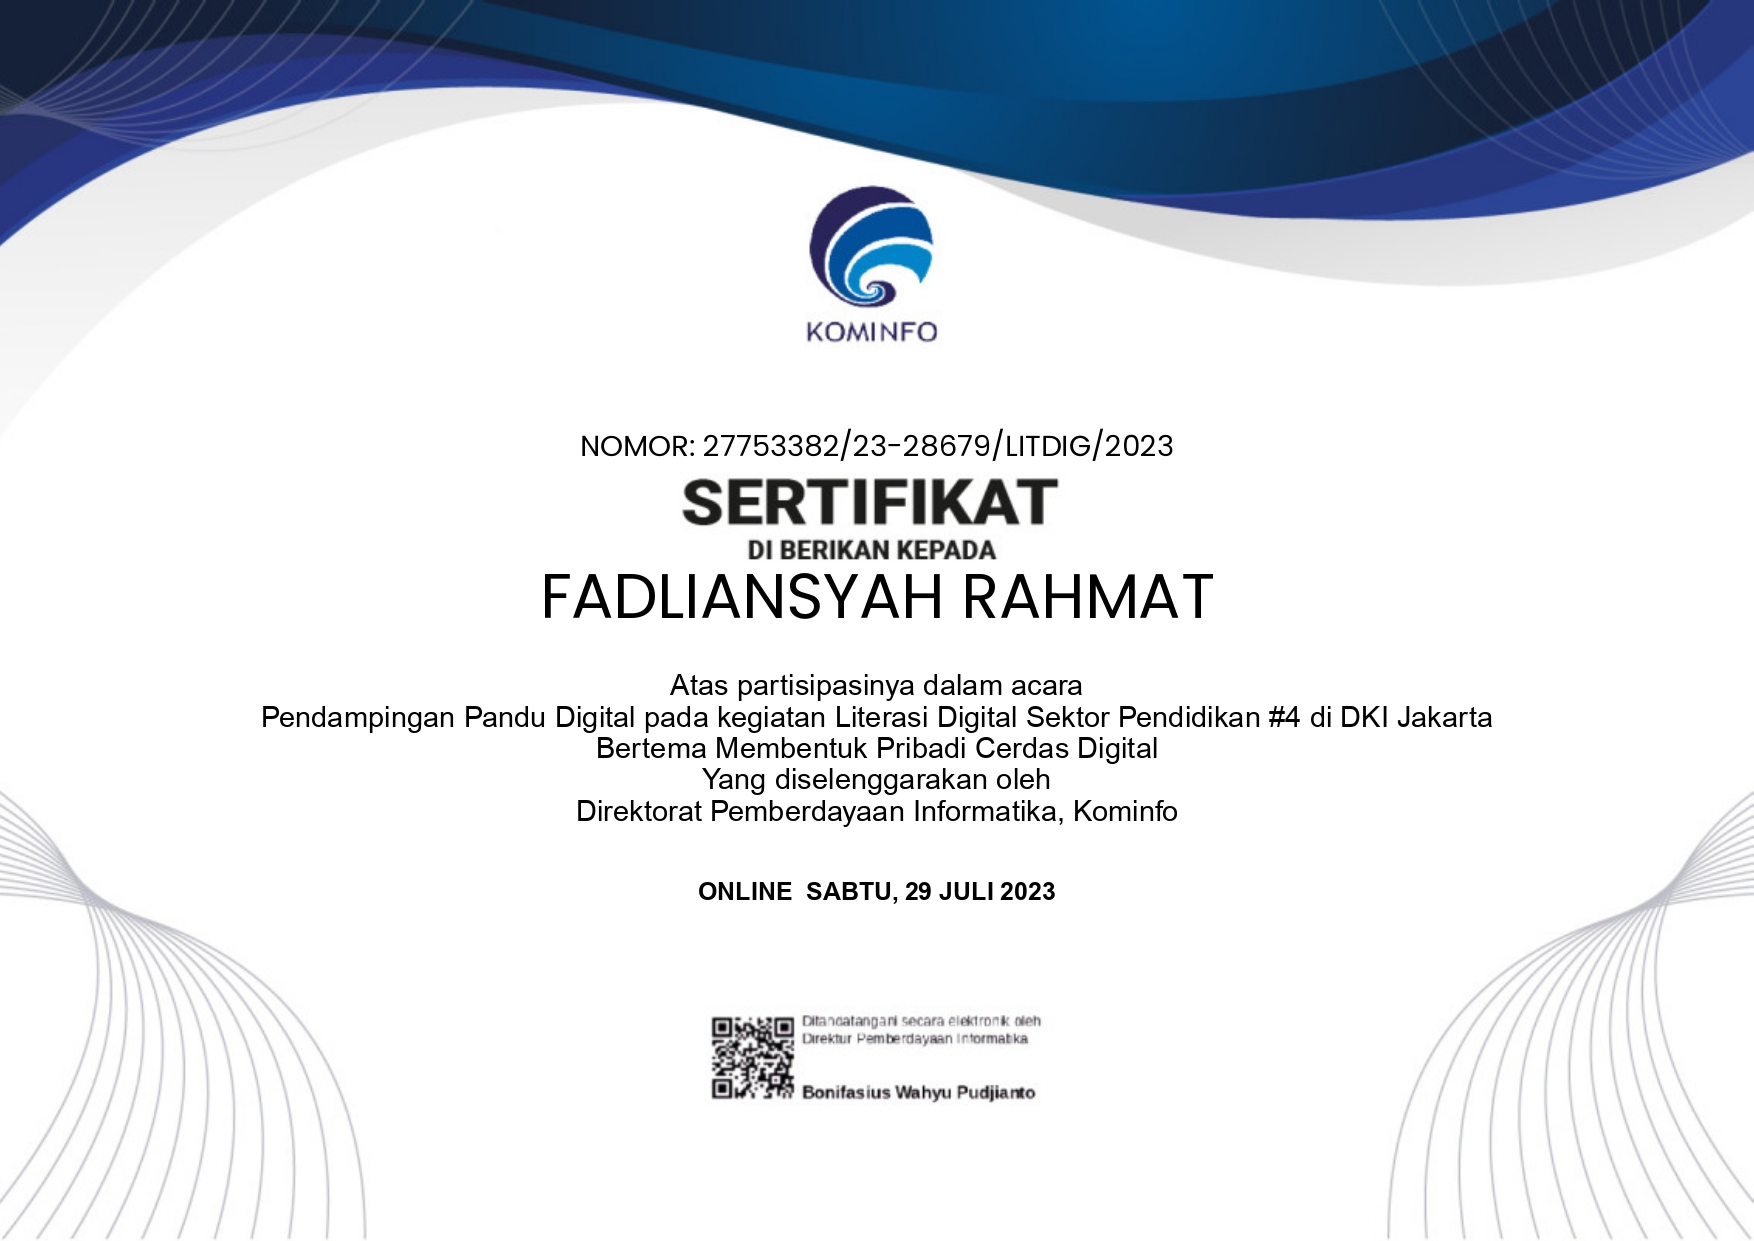 KOMINFO
NOMOR: 27753382/23-28679/LITDIG/2023
SERTIFIKAT
DI BERIKAN KEPADA
FADLIANSYAH RAHMAT
Atas partisipasinya dalam acara
Pendampingan Pandu Digital pada kegiatan Literasi Digital Sektor Pendidikan #4 di DKI Jakarta
Bertema Membentuk Pribadi Cerdas Digital
Yang diselenggarakan oleh
Direktorat Pemberdayaan Informatika, Kominfo
ONLINE  SABTU, 29 JULI 2023
Ditandatangani secara elektronik oleh
Direktur Pemberdayaan Informatika
Bonifasius Wahyu Pudjianto